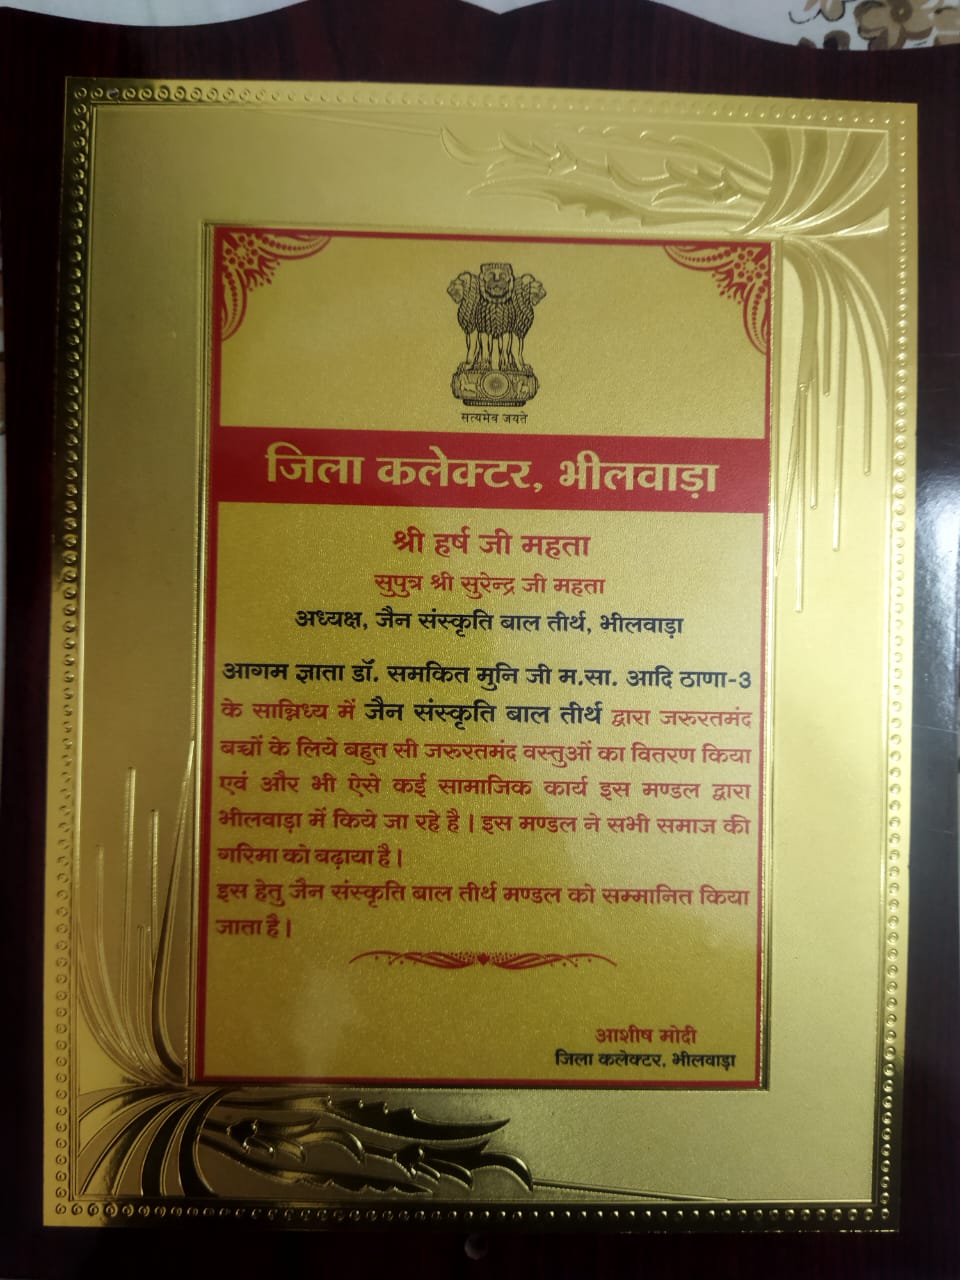 सत्यमेव जयते
जिला कलेक्टर, भीलवाड़ा
श्री हर्ष जी महता
सुपुत्र श्री सुरेन्द्र जी महता
अध्यक्ष, जैन संस्कृति बाल तीर्थ, भीलवाड़ा
आगम ज्ञाता डॉ. समकित मुनि जी म.सा. आदि ठाणा-3
के सान्निध्य में जैन संस्कृति बाल तीर्थ द्वारा जरूरतमंद
बच्चों के लिये बहुत सी जरूरतमंद वस्तुओं का वितरण किया
एवं और भी ऐसे कई सामाजिक कार्य इस मण्डल द्वारा
भीलवाड़ा में किये जा रहे है। इस मण्डल ने सभी समाज की
गरिमा को बढ़ाया है।
इस हेतु जैन संस्कृति बाल तीर्थ मण्डल को सम्मानित किया
जाता है।
आशीष मोदी
जिला कलेक्टर, भीलवाड़ा